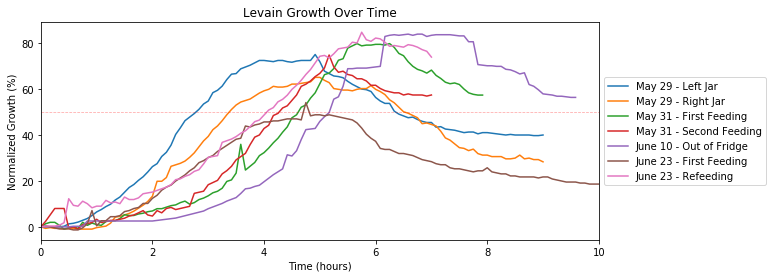 Levain Growth Over Time
Normalized Growth (%)
80
60
40
20
0
0 2 4 6 8 10
Time (hours)
May 29 - Left Jar
May 29 - Right Jar
May 31 - First Feeding
May 31 - Second Feeding
June 10 - Out of Fridge
June 23 - First Feeding
June 23 - Refeeding